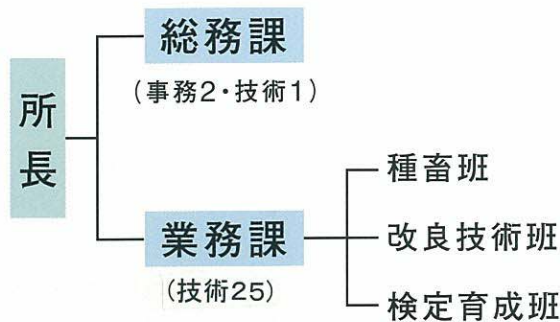 所長
総務課
(事務2・技術1)
業務課
(技術25)
種畜班
改良技術班
検定育成班